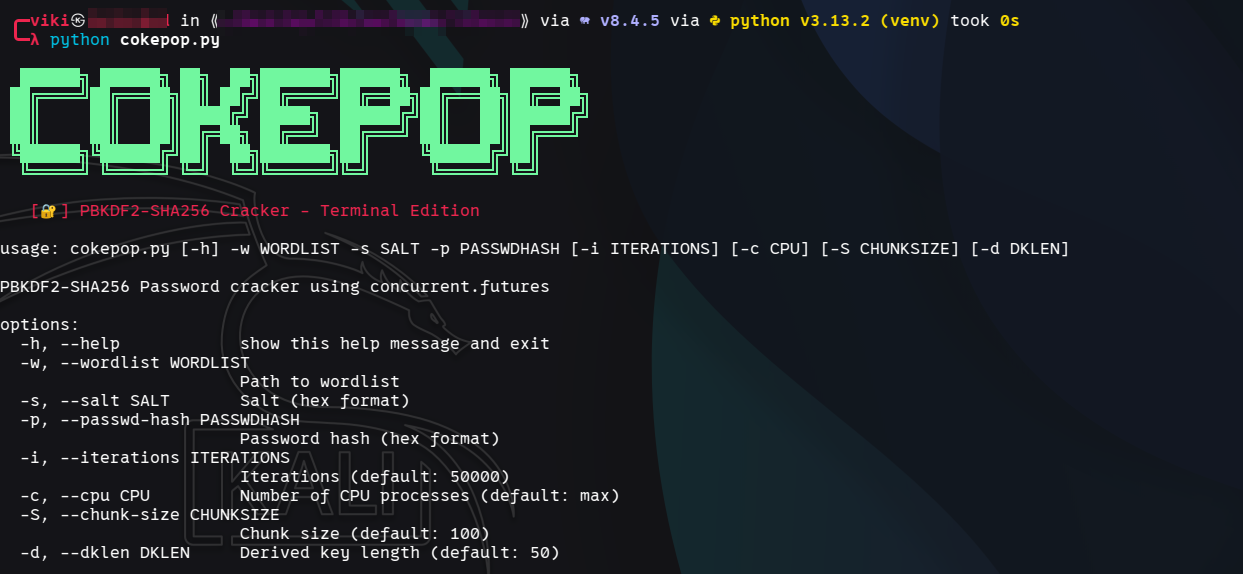 viki㉿ in ⟪ ⟫ via 🐘 v8.4.5 via 🐍 python v3.13.2 (venv) took 0s
λ python cokepop.py
COKEPOP
[🔐] PBKDF2-SHA256 Cracker - Terminal Edition
usage: cokepop.py [-h] -w WORDLIST -s SALT -p PASSWDHASH [-i ITERATIONS] [-c CPU] [-S CHUNKSIZE] [-d DKLEN]
PBKDF2-SHA256 Password cracker using concurrent.futures
options:
-h, --help show this help message and exit
-w, --wordlist WORDLIST
Path to wordlist
-s, --salt SALT Salt (hex format)
-p, --passwd-hash PASSWDHASH
Password hash (hex format)
-i, --iterations ITERATIONS
Iterations (default: 50000)
-c, --cpu CPU Number of CPU processes (default: max)
-S, --chunk-size CHUNKSIZE
Chunk size (default: 100)
-d, --dklen DKLEN Derived key length (default: 50)
KALI